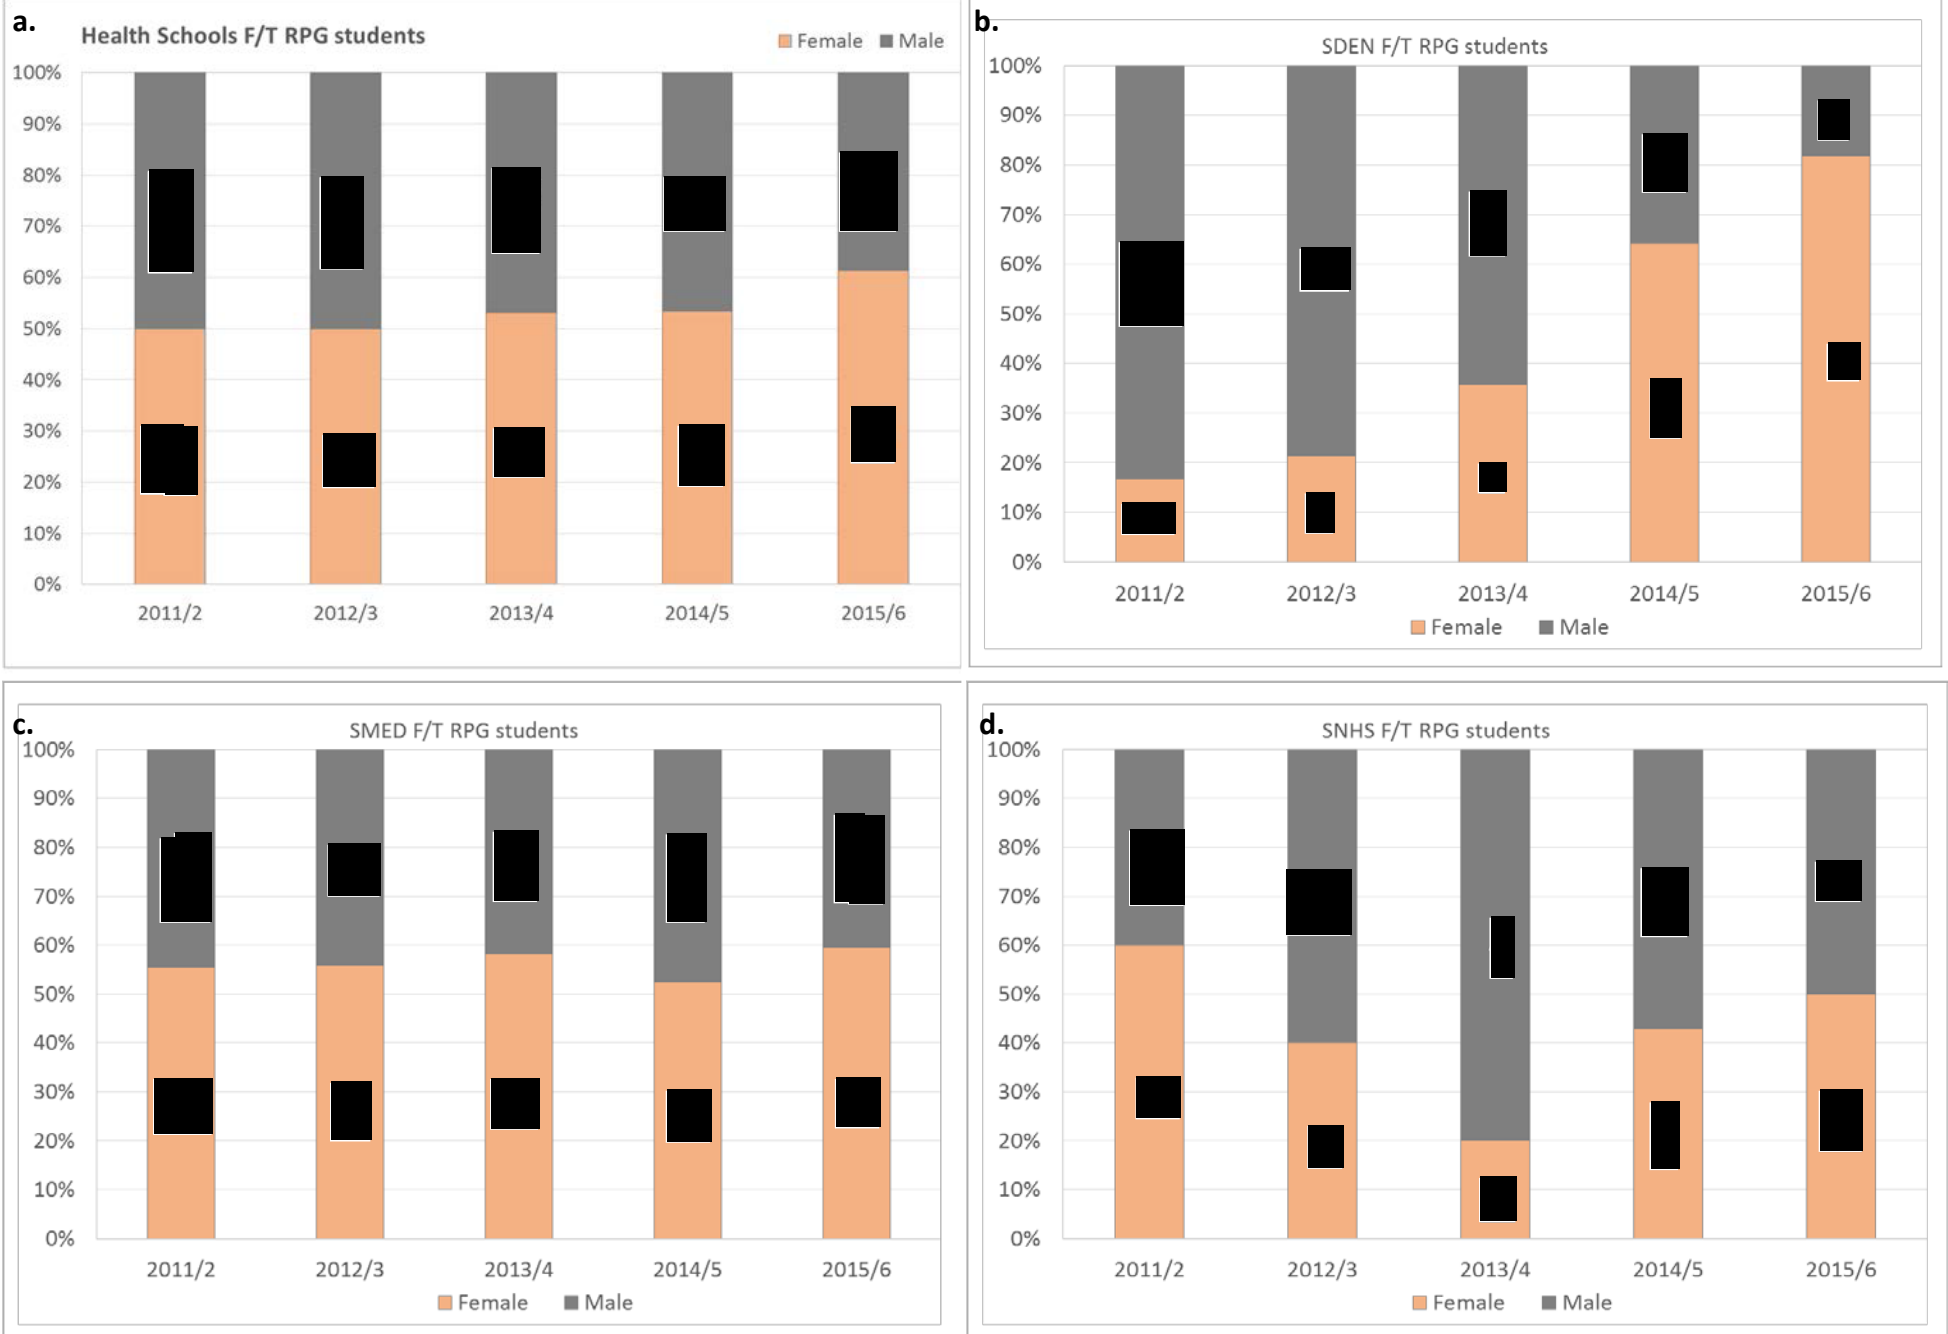 a.
Health Schools F/T RPG students
Female Male
100%
90%
80%
70%
60%
50%
40%
30%
20%
10%
0%
2011/2 2012/3 2013/4 2014/5 2015/6
b.
SDEN F/T RPG students
100%
90%
80%
70%
60%
50%
40%
30%
20%
10%
0%
2011/2 2012/3 2013/4 2014/5 2015/6
Female Male
c.
SMED F/T RPG students
100%
90%
80%
70%
60%
50%
40%
30%
20%
10%
0%
2011/2 2012/3 2013/4 2014/5 2015/6
Female Male
d.
SNHS F/T RPG students
100%
90%
80%
70%
60%
50%
40%
30%
20%
10%
0%
2011/2 2012/3 2013/4 2014/5 2015/6
Female Male